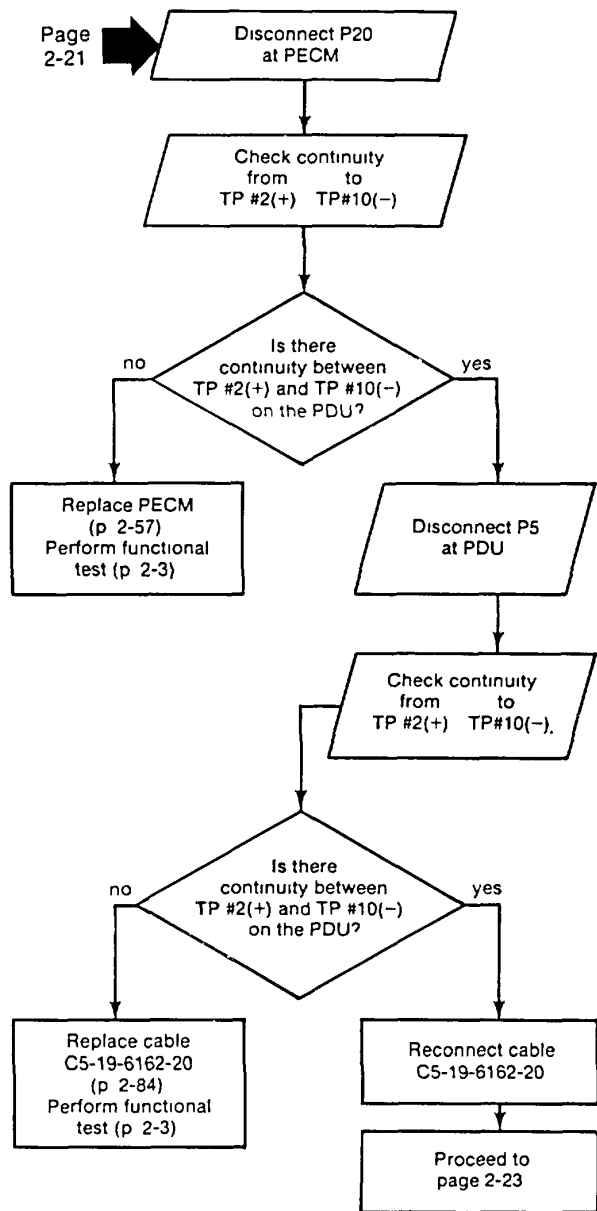 Page
2-21
Disconnect P20
at PECM
Check continuity
from to
TP #2(+) TP#10(−)
Is there
continuity between
TP #2(+) and TP #10(−)
on the PDU?
no
yes
Replace PECM
(p 2-57)
Perform functional
test (p 2-3)
Disconnect P5
at PDU
Check continuity
from to
TP #2(+) TP#10(−).
Is there
continuity between
TP #2(+) and TP #10(−)
on the PDU?
no
yes
Replace cable
C5-19-6162-20
(p 2-84)
Perform functional
test (p 2-3)
Reconnect cable
C5-19-6162-20
Proceed to
page 2-23